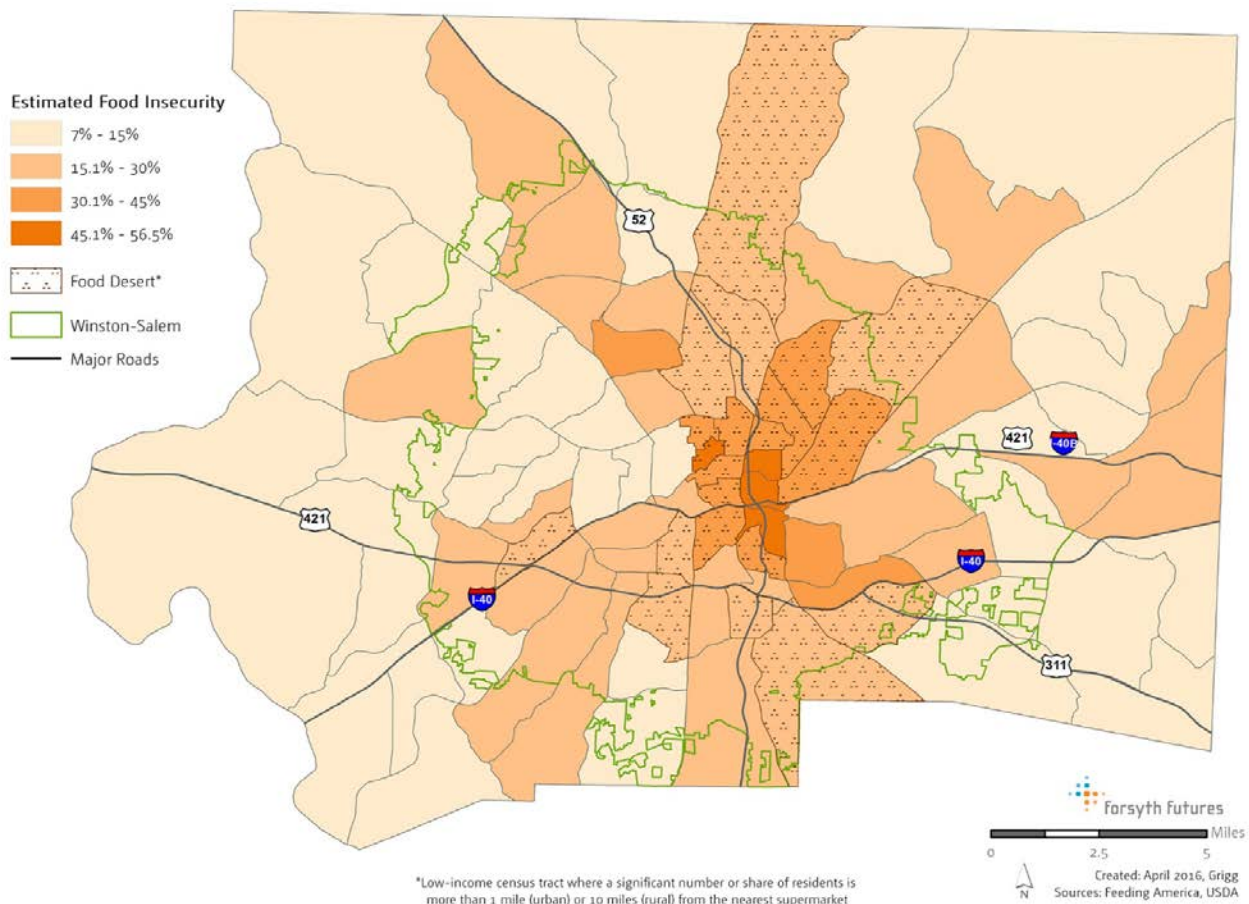 Estimated Food Insecurity
7% - 15%
15.1% - 30%
30.1% - 45%
45.1% - 56.5%
Food Desert*
Winston-Salem
Major Roads
52
421
I-40B
421
I-40
I-40
311
Forsyth Futures
Miles
0 2.5 5
N
Created: April 2016, Grigg
Sources: Feeding America, USDA
*Low-income census tract where a significant number or share of residents is
more than 1 mile (urban) or 10 miles (rural) from the nearest supermarket